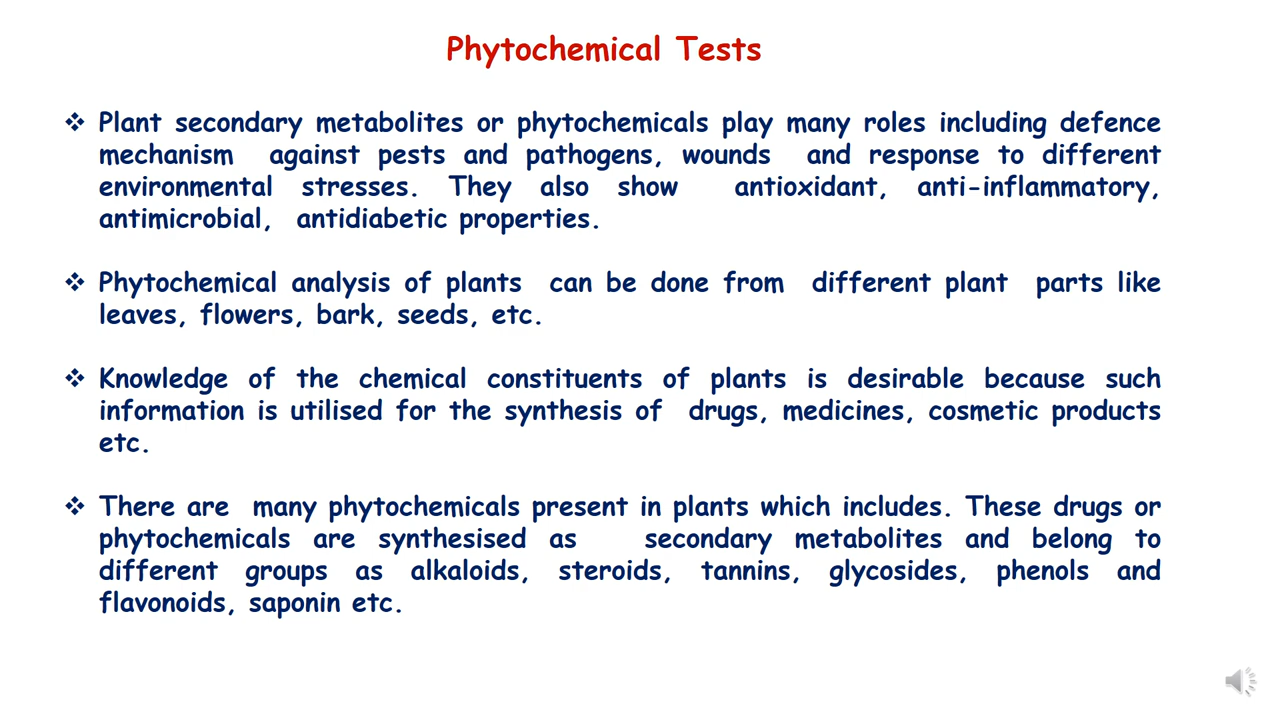 Phytochemical Tests
❖ Plant secondary metabolites or phytochemicals play many roles including defence
mechanism against pests and pathogens, wounds and response to different
environmental stresses. They also show antioxidant, anti-inflammatory,
antimicrobial, antidiabetic properties.
❖ Phytochemical analysis of plants can be done from different plant parts like
leaves, flowers, bark, seeds, etc.
❖ Knowledge of the chemical constituents of plants is desirable because such
information is utilised for the synthesis of drugs, medicines, cosmetic products
etc.
❖ There are many phytochemicals present in plants which includes. These drugs or
phytochemicals are synthesised as secondary metabolites and belong to
different groups as alkaloids, steroids, tannins, glycosides, phenols and
flavonoids, saponin etc.